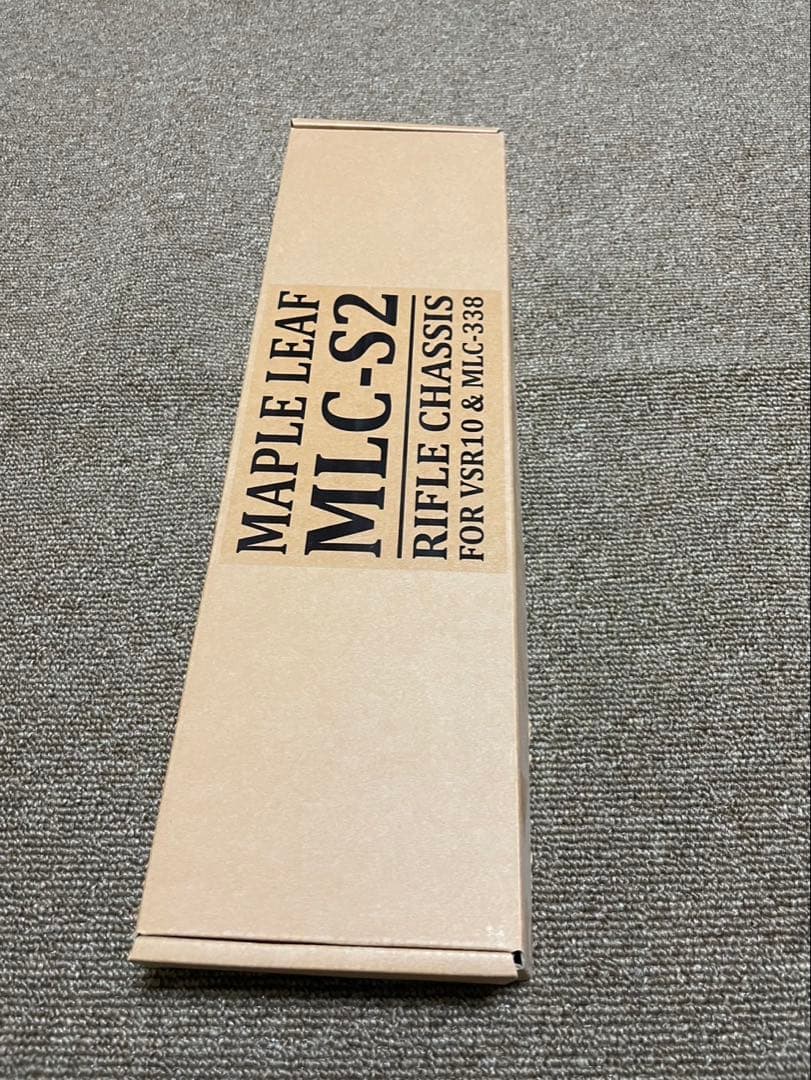 MAPLE LEAF
MLC-S2
RIFLE CHASSIS
FOR VSR10 & MLC-338